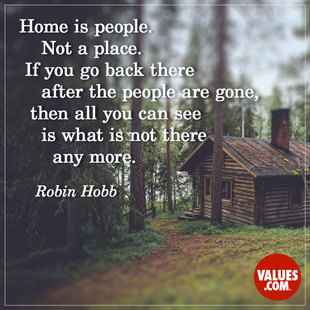 Home is people.
Not a place.
If you go back there
after the people are gone,
then all you can see
is what is not there
any more.
Robin Hobb
VALUES
.COM